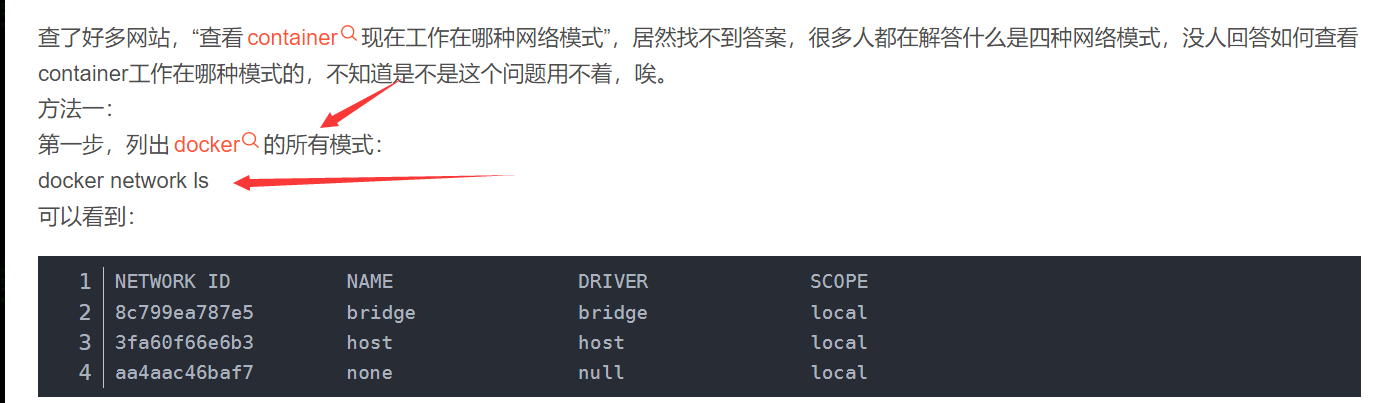 查了好多网站，“查看 container 现在工作在哪种网络模式”，居然找不到答案，很多人都在解答什么是四种网络模式，没人回答如何查看
container工作在哪种模式的，不知道是不是这个问题用不着，唉。
方法一：
第一步，列出 docker 的所有模式：
docker network ls
可以看到：
1 NETWORK ID NAME DRIVER SCOPE
2 8c799ea787e5 bridge bridge local
3 3fa60f66e6b3 host host local
4 aa4aac46baf7 none null local